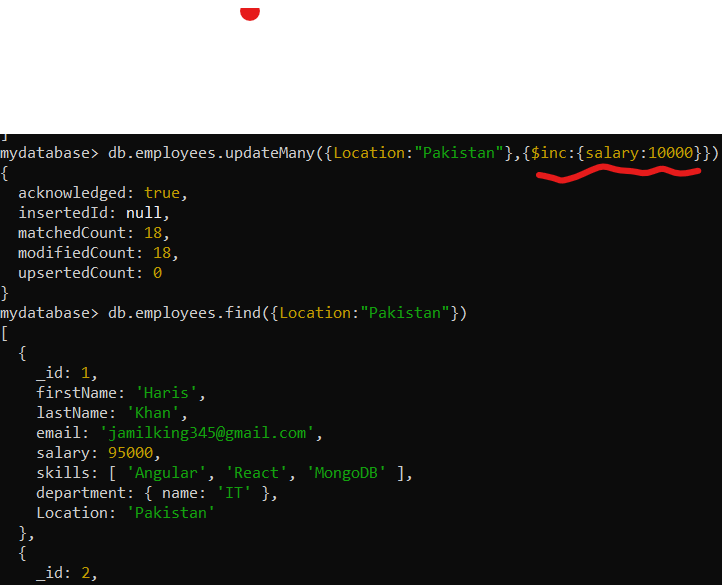 ]
mydatabase> db.employees.updateMany({Location:"Pakistan"},{$inc:{salary:10000}})
{
  acknowledged: true,
  insertedId: null,
  matchedCount: 18,
  modifiedCount: 18,
  upsertedCount: 0
}
mydatabase> db.employees.find({Location:"Pakistan"})
[
  {
    _id: 1,
    firstName: 'Haris',
    lastName: 'Khan',
    email: 'jamilking345@gmail.com',
    salary: 95000,
    skills: [ 'Angular', 'React', 'MongoDB' ],
    department: { name: 'IT' },
    Location: 'Pakistan'
  },
  {
    _id: 2,